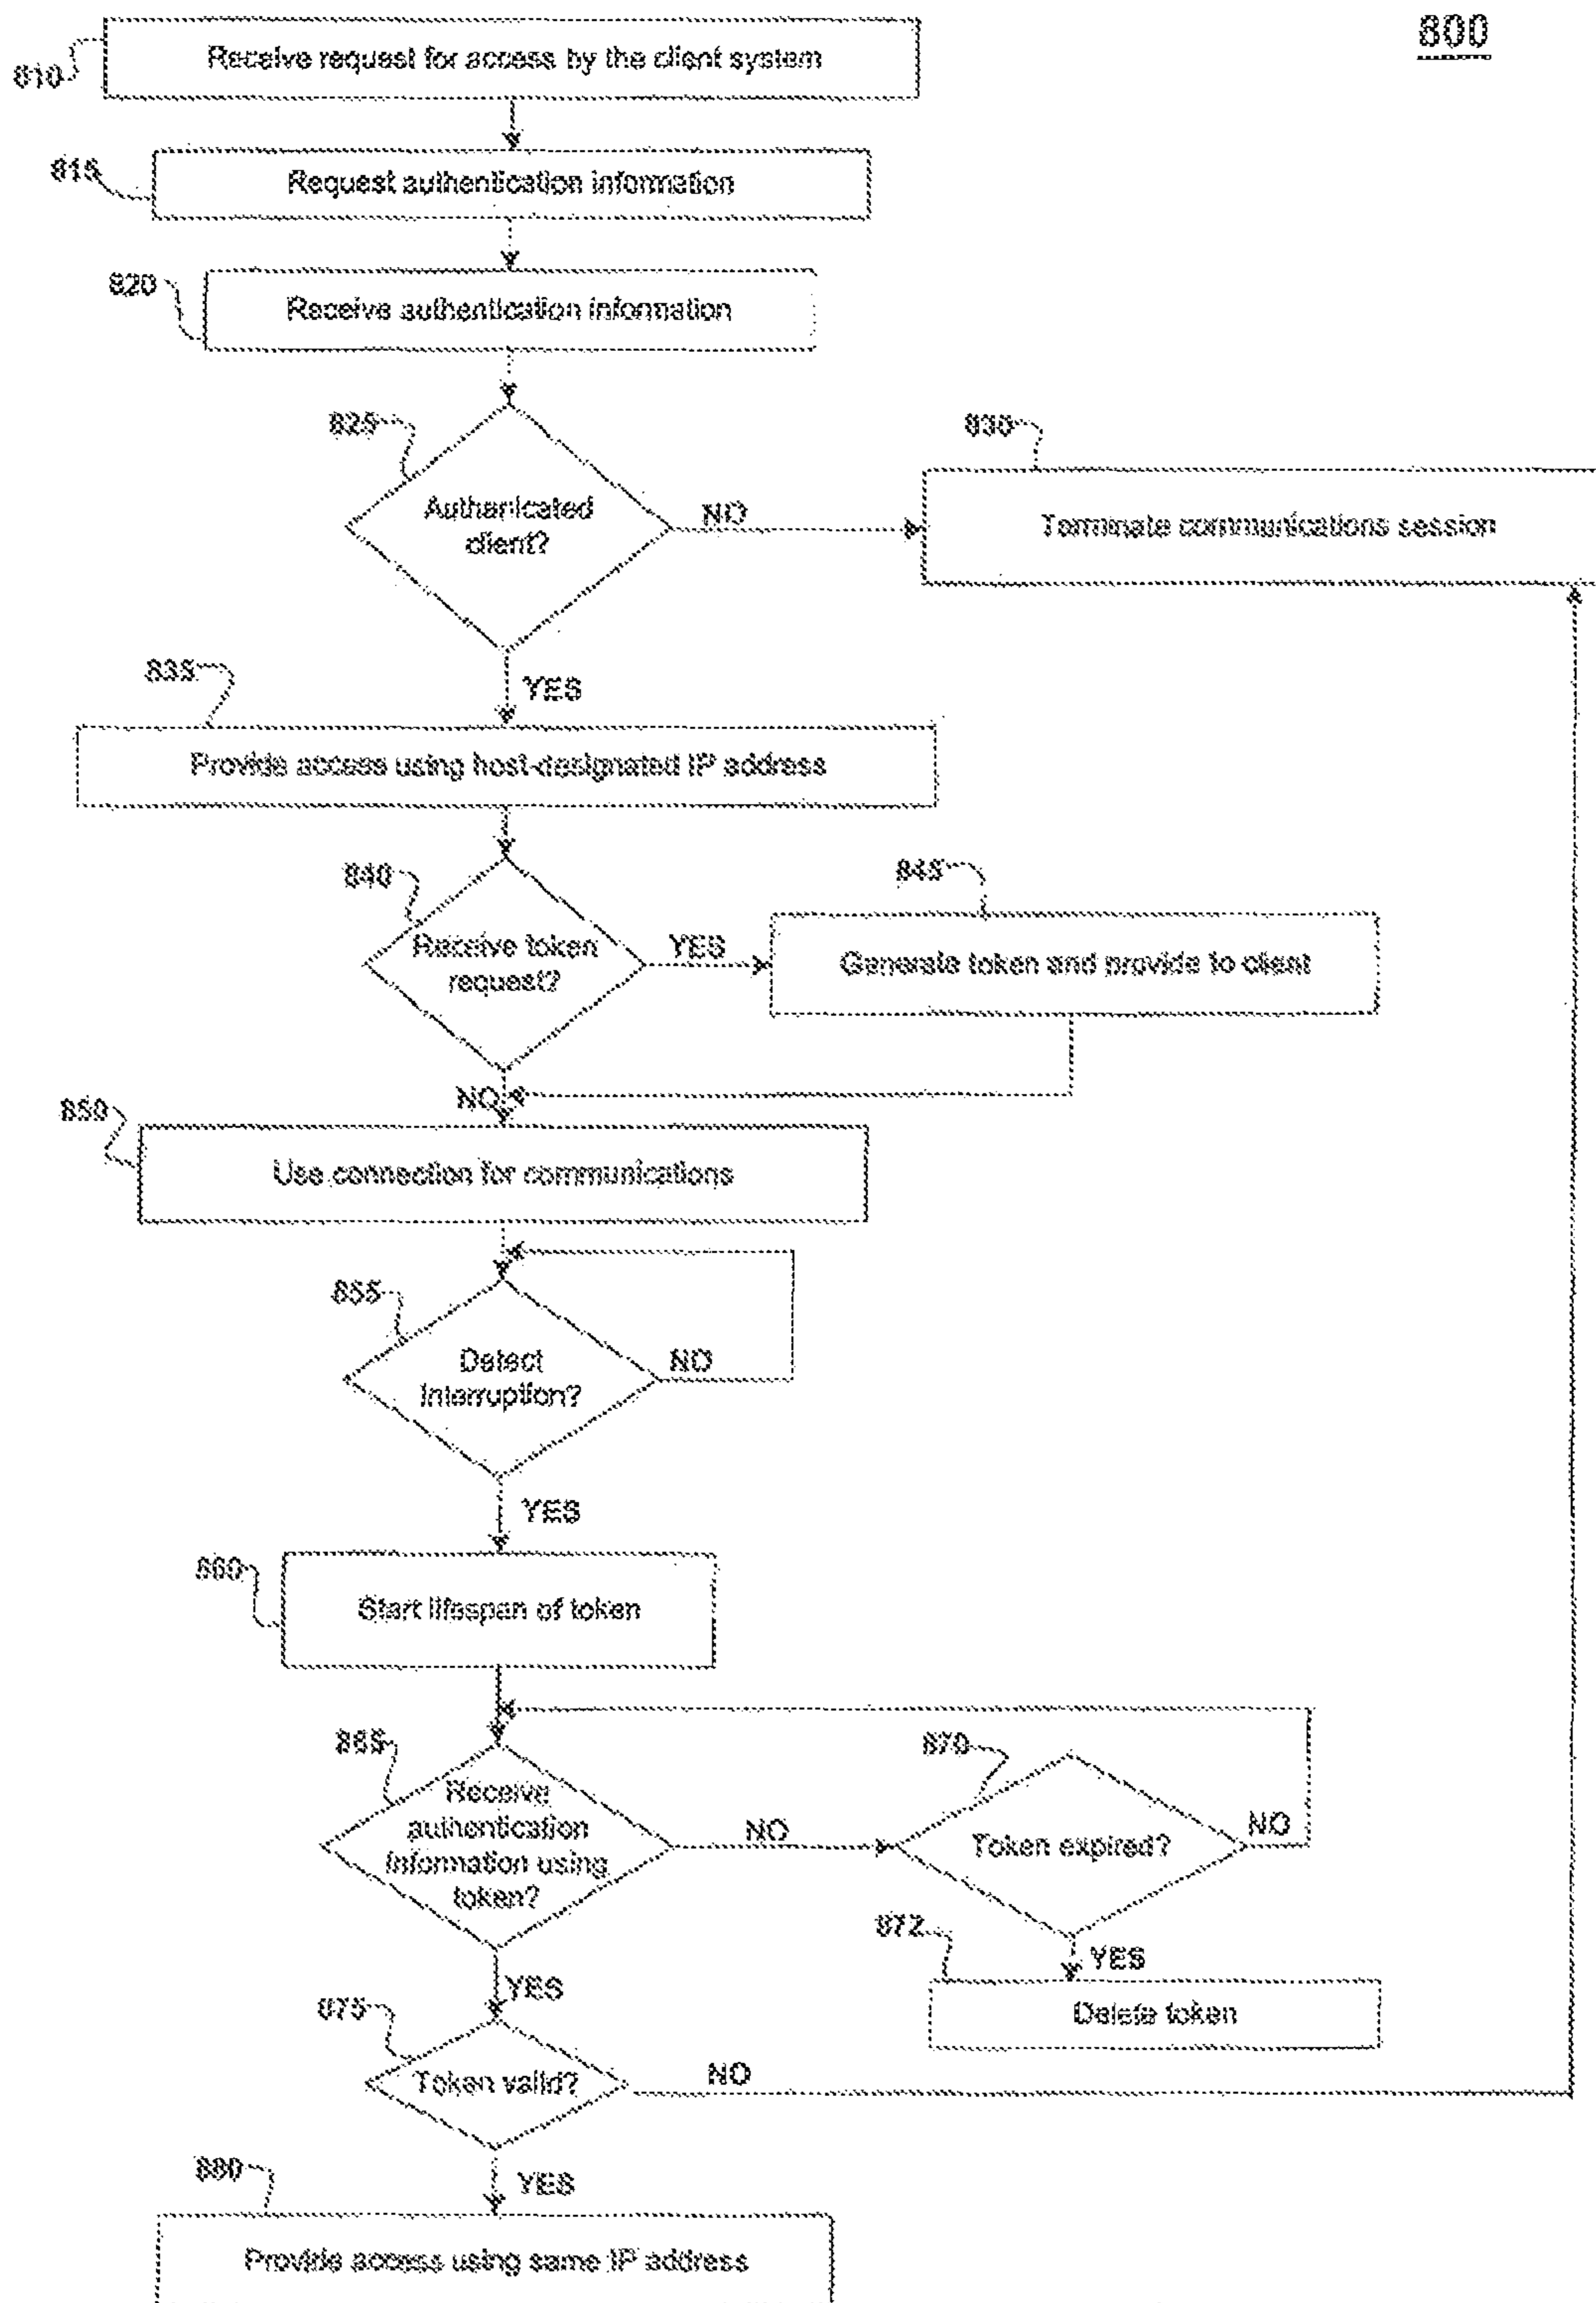 800
810
Receive request for access by the client system
815
Request authentication information
820
Receive authentication information
825
Authenicated
client?
NO
830
Terminate communications session
YES
835
Provide access using host-designated IP address
840
Receive token
request?
YES
845
Generate token and provide to client
NO
850
Use connection for communications
855
Detect
Interruption?
NO
YES
860
Start lifespan of token
865
Receive
authentication
information using
token?
NO
870
Token expired?
NO
YES
872
Delete token
YES
875
Token valid?
NO
YES
880
Provide access using same IP address